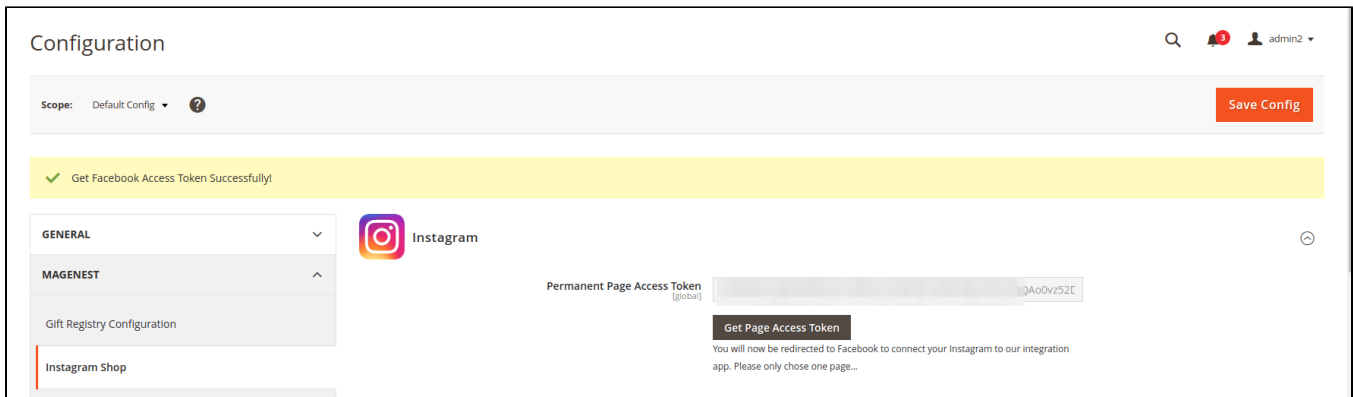 Configuration
3
admin2
Scope: Default Config ?
Save Config
Get Facebook Access Token Successfully!
GENERAL
Instagram
MAGENEST
Permanent Page Access Token
[global]
Gift Registry Configuration
Get Page Access Token
You will now be redirected to Facebook to connect your Instagram to our integration
app. Please only chose one page...
Instagram Shop